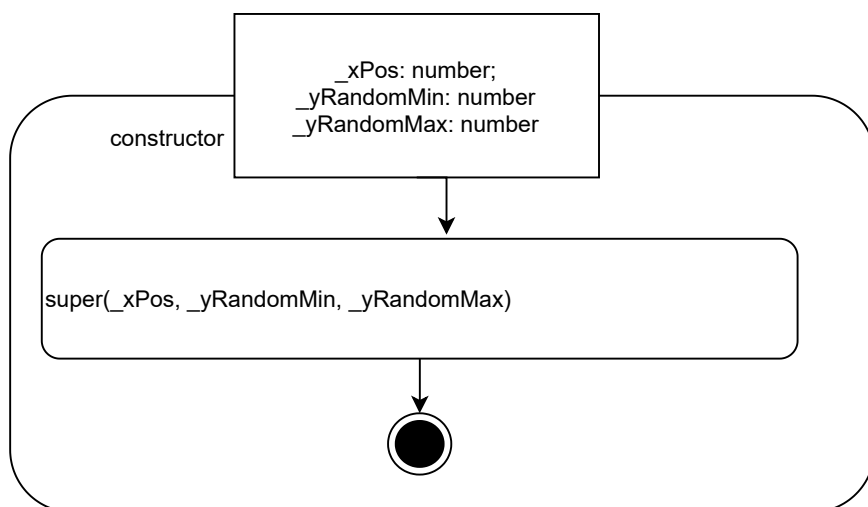 _xPos: number;
_yRandomMin: number
_yRandomMax: number
constructor
super(_xPos, _yRandomMin, _yRandomMax)